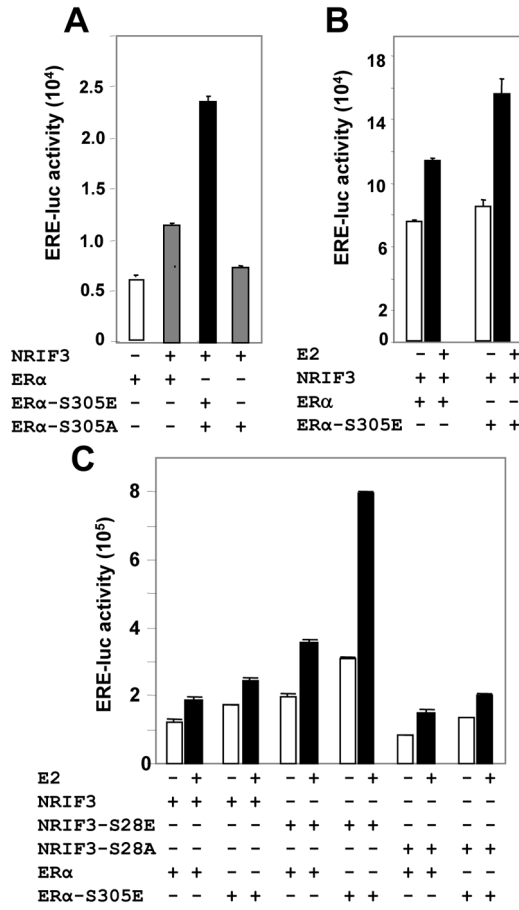 A
ERE-luc activity (10⁴)
2.5
2.0
1.5
1.0
0.5
0
NRIF3 – + + +
ERα + + – –
ERα-S305E – – + –
ERα-S305A – – + +
B
ERE-luc activity (10⁴)
18
14
10
6
2
0
E2 – + – +
NRIF3 + + + +
ERα + + – –
ERα-S305E – – + +
C
ERE-luc activity (10⁵)
8
6
4
2
0
E2 – + – + – + – + – + – +
NRIF3 + + + + – – – – – – – –
NRIF3-S28E – – – – + + + + – – – –
NRIF3-S28A – – – – – – – – + + + +
ERα + + – – + + – – + + – –
ERα-S305E – – + + – – + + – – + +